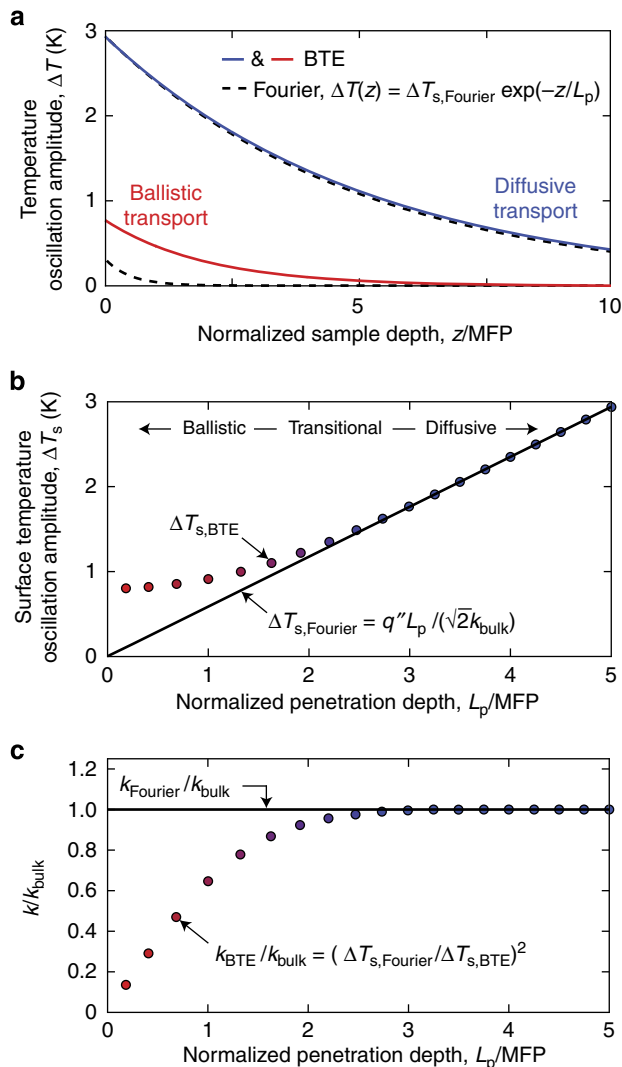 a
Temperature
oscillation amplitude, ΔT (K)
3
2
1
0
& BTE
Fourier, ΔT(z) = ΔTs,Fourier exp(−z/Lp)
Ballistic
transport
Diffusive
transport
0 5 10
Normalized sample depth, z/MFP
b
Surface temperature
oscillation amplitude, ΔTs (K)
3
2
1
0
← Ballistic — Transitional — Diffusive →
ΔTs,BTE
ΔTs,Fourier = q″Lp/(√2kbulk)
0 1 2 3 4 5
Normalized penetration depth, Lp/MFP
c
k/kbulk
1.2
1.0
0.8
0.6
0.4
0.2
0
kFourier/kbulk
kBTE/kbulk = (ΔTs,Fourier/ΔTs,BTE)²
0 1 2 3 4 5
Normalized penetration depth, Lp/MFP